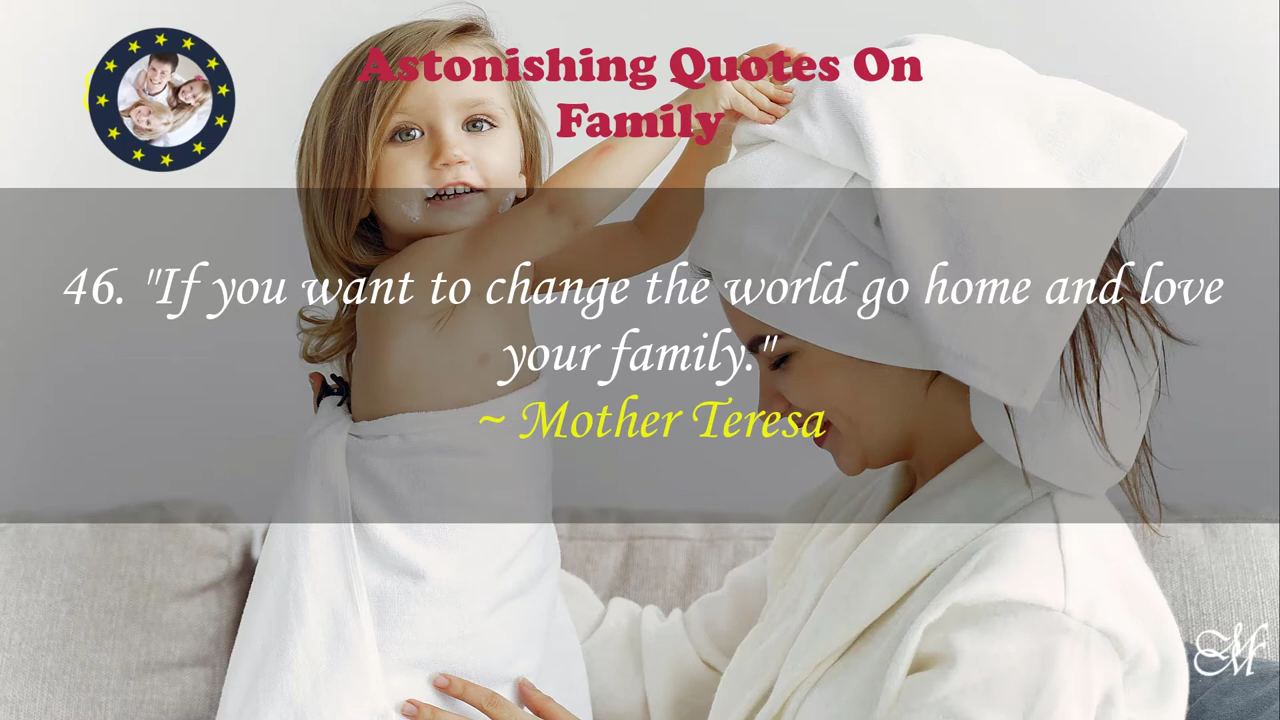 Astonishing Quotes On
Family
46. "If you want to change the world go home and love
your family."
~ Mother Teresa
M